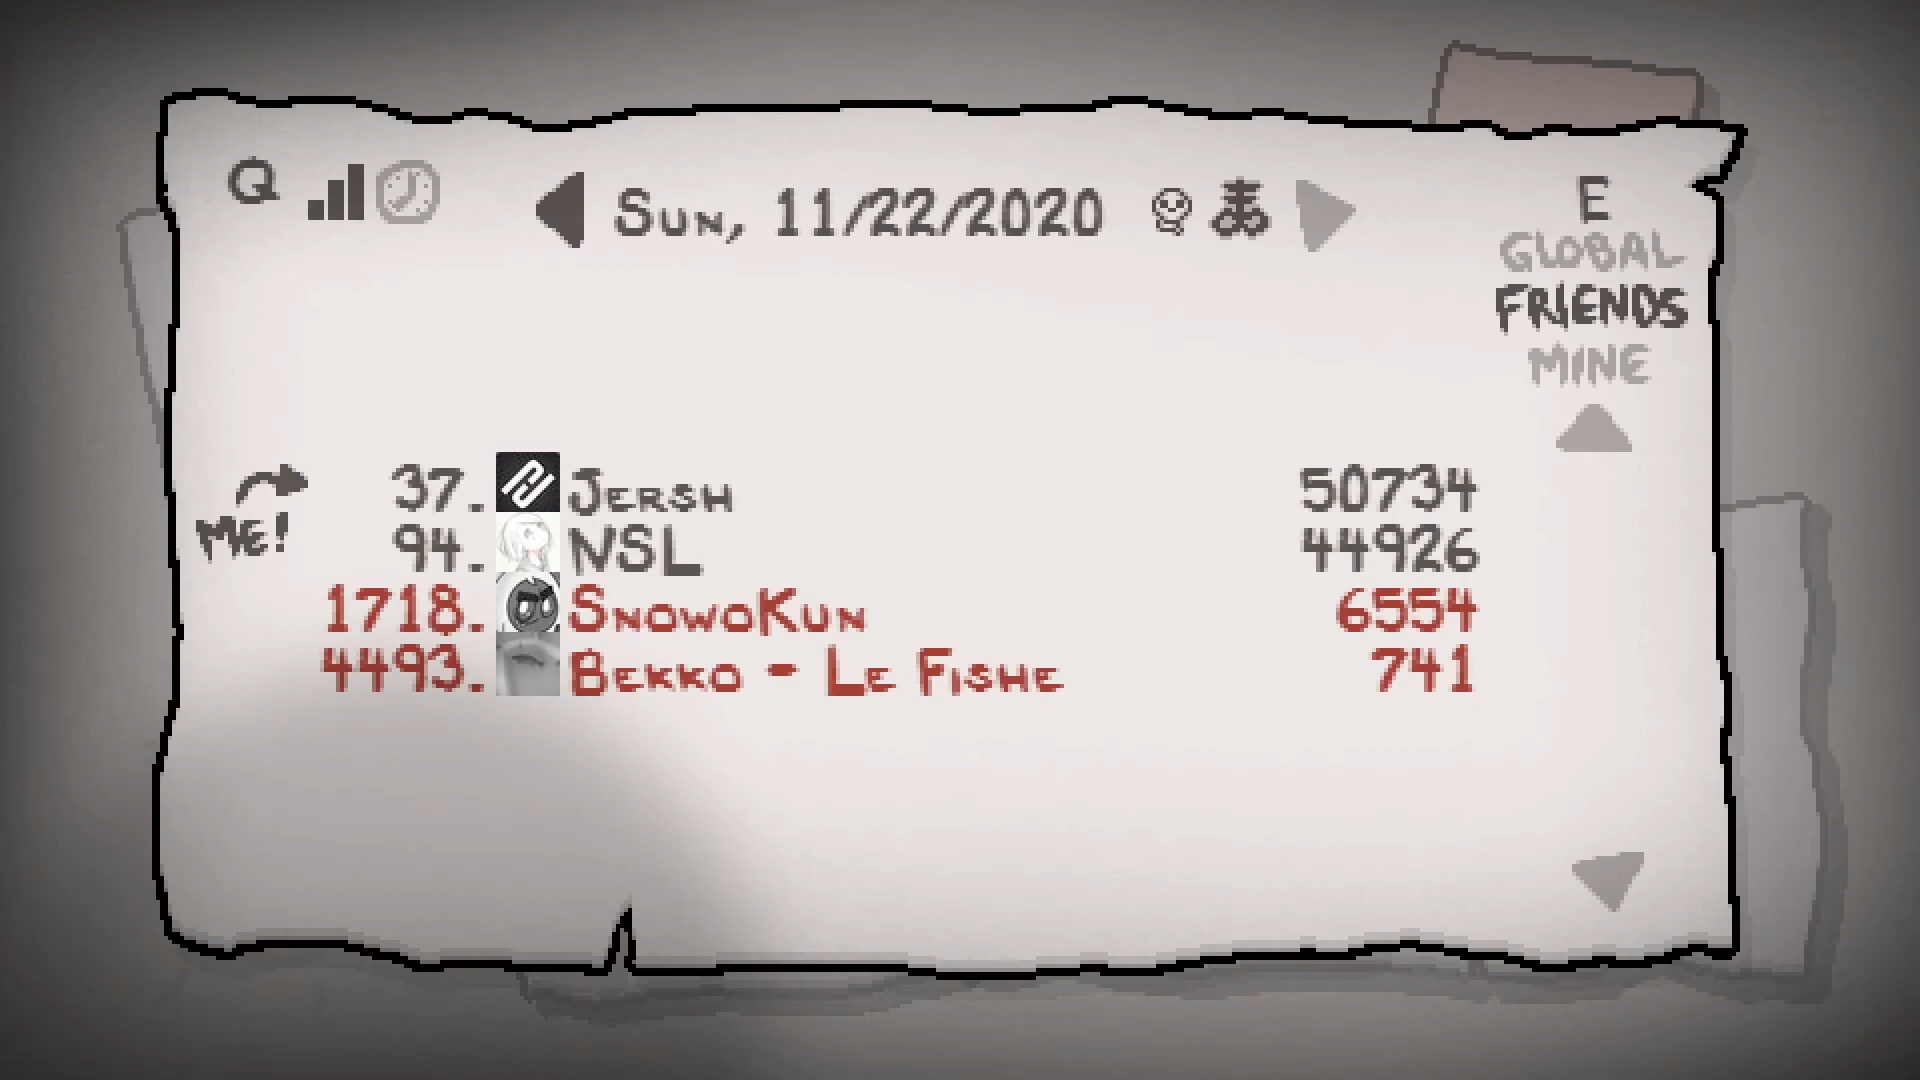 Q
Sun, 11/22/2020
E
GLOBAL
FRIENDS
MINE
ME!
37. Jersh 50734
94. NSL 44926
1718. SnowoKun 6554
4493. Bekko - Le Fishe 741